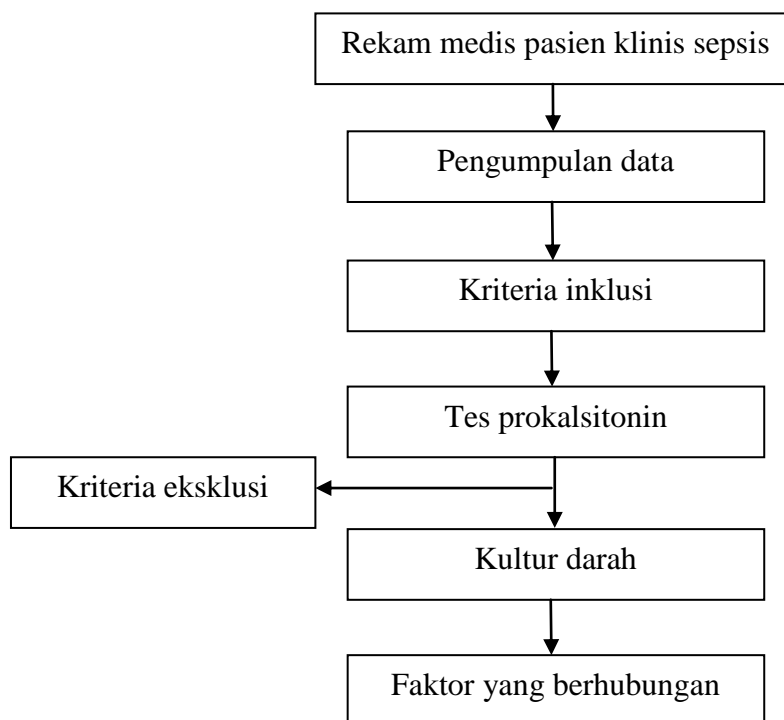 Rekam medis pasien klinis sepsis
Pengumpulan data
Kriteria inklusi
Tes prokalsitonin
Kriteria eksklusi
Kultur darah
Faktor yang berhubungan